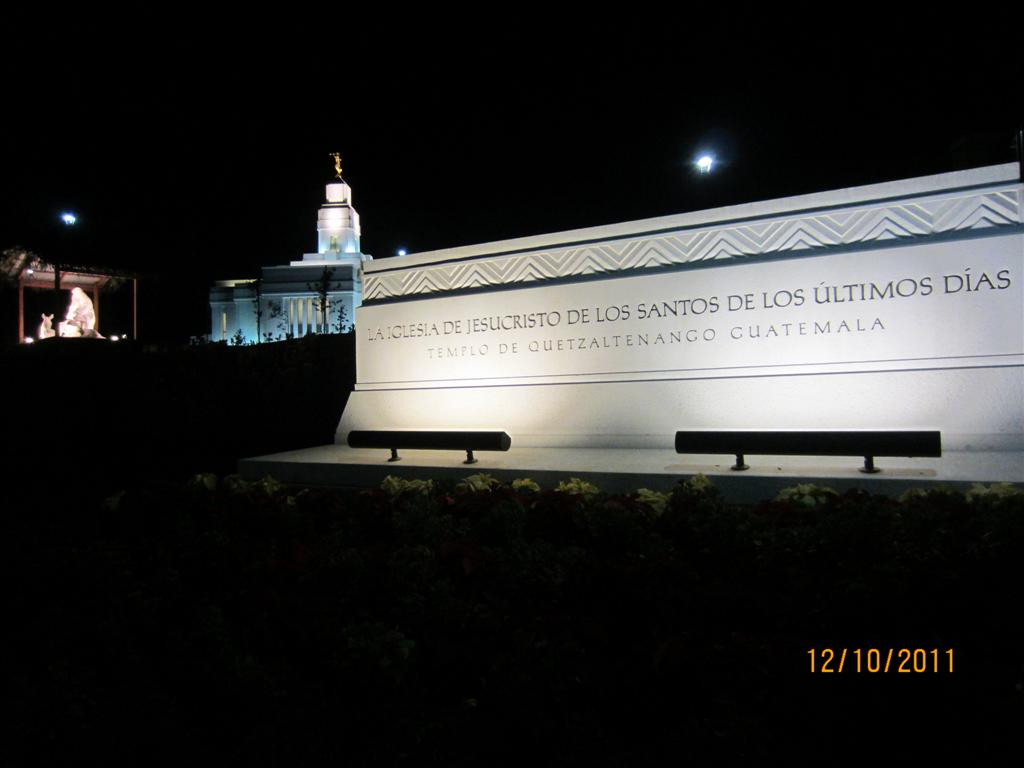 LA IGLESIA DE JESUCRISTO DE LOS SANTOS DE LOS ÚLTIMOS DÍAS
TEMPLO DE QUETZALTENANGO GUATEMALA
12/10/2011